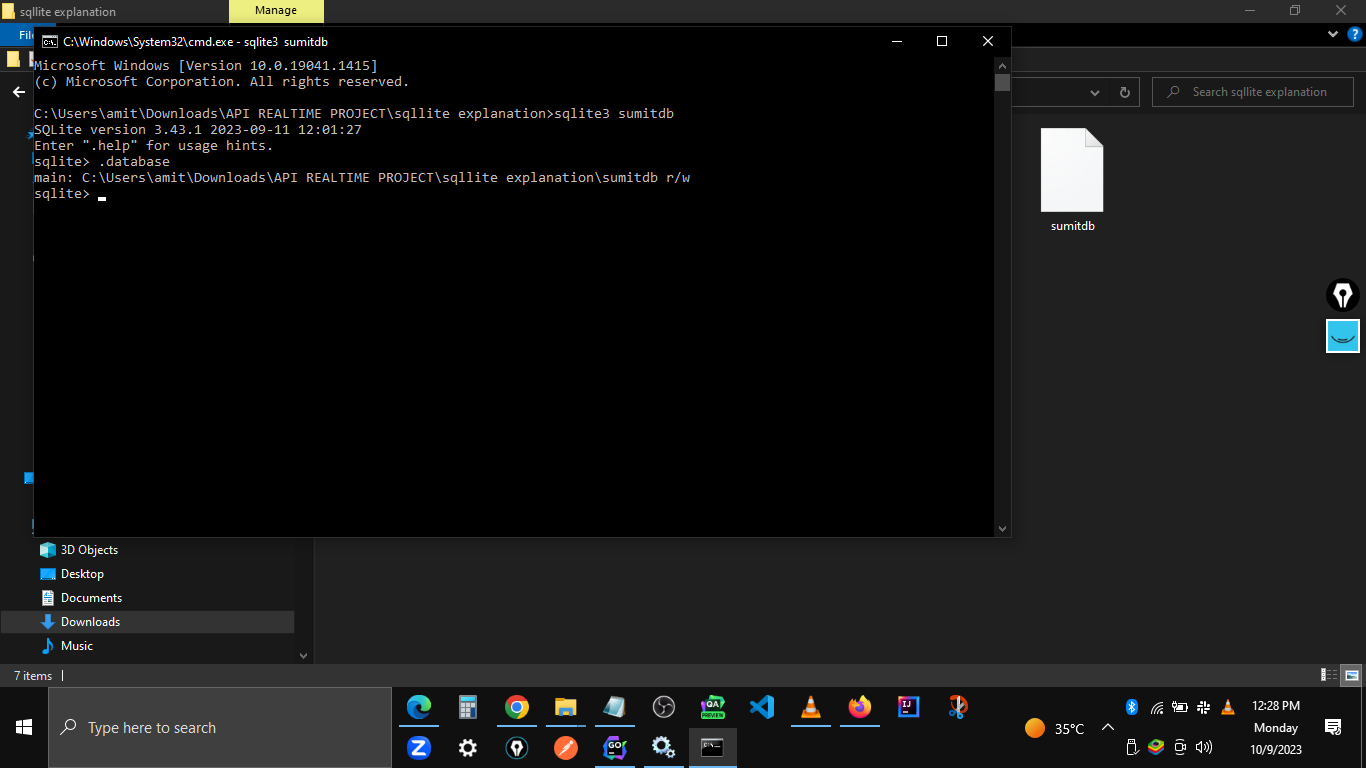 sqllite explanation
Manage
File
C:\Windows\System32\cmd.exe - sqlite3  sumitdb
Microsoft Windows [Version 10.0.19041.1415]
(c) Microsoft Corporation. All rights reserved.
C:\Users\amit\Downloads\API REALTIME PROJECT\sqllite explanation>sqlite3 sumitdb
SQLite version 3.43.1 2023-09-11 12:01:27
Enter ".help" for usage hints.
sqlite> .database
main: C:\Users\amit\Downloads\API REALTIME PROJECT\sqllite explanation\sumitdb r/w
sqlite>
Search sqllite explanation
sumitdb
3D Objects
Desktop
Documents
Downloads
Music
7 items
Type here to search
QA
PREVIEW
IJ
Z
GO
35°C
12:28 PM
Monday
10/9/2023